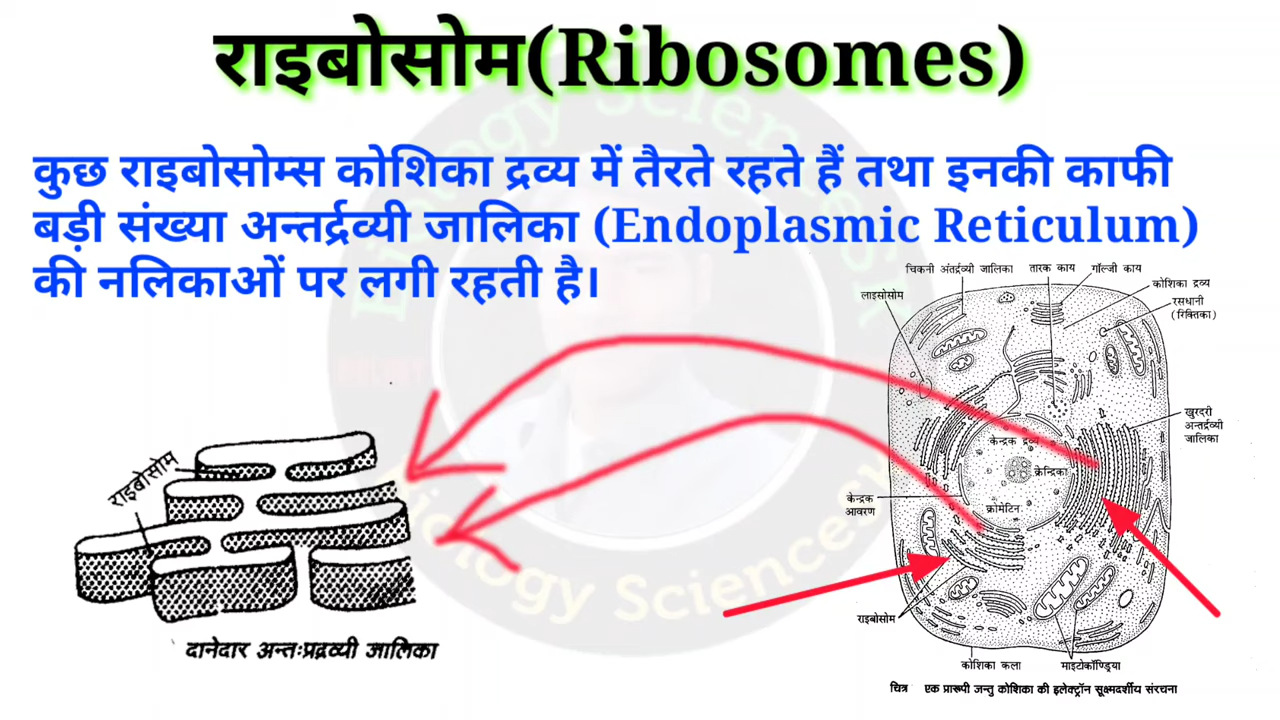 राइबोसोम(Ribosomes)
कुछ राइबोसोम्स कोशिका द्रव्य में तैरते रहते हैं तथा इनकी काफी
बड़ी संख्या अन्तर्द्रव्यी जालिका (Endoplasmic Reticulum)
की नलिकाओं पर लगी रहती है।
चिकनी अंतर्द्रव्यी जालिका
तारक काय
गॉल्जी काय
कोशिका द्रव्य
लाइसोसोम
रसधानी
(रिक्तिका)
खुरदरी
अन्तर्द्रव्यी
जालिका
केन्द्रक द्रव्य
केन्द्रिका
केन्द्रक
आवरण
क्रोमेटिन
राइबोसोम
राइबोसोम
कोशिका कला
माइटोकॉण्ड्रिया
दानेदार अन्तःप्रद्रव्यी जालिका
चित्र एक प्रारूपी जन्तु कोशिका की इलेक्ट्रॉन सूक्ष्मदर्शीय संरचना